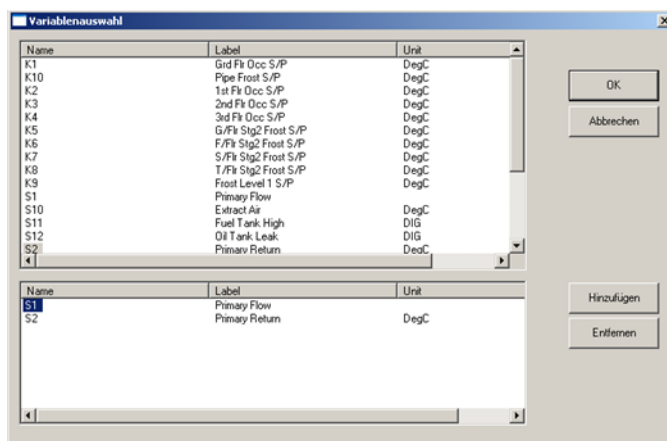 Variablenauswahl
Name Label Unit
K1 Grd Flr Occ S/P DegC
K10 Pipe Frost S/P DegC
K2 1st Flr Occ S/P DegC
K3 2nd Flr Occ S/P DegC
K4 3rd Flr Occ S/P DegC
K5 G/Flr Stg2 Frost S/P DegC
K6 F/Flr Stg2 Frost S/P DegC
K7 S/Flr Stg2 Frost S/P DegC
K8 T/Flr Stg2 Frost S/P DegC
K9 Frost Level 1 S/P DegC
S1 Primary Flow
S10 Extract Air DegC
S11 Fuel Tank High DIG
S12 Oil Tank Leak DIG
S2 Primary Return DegC
OK
Abbrechen
Name Label Unit
S1 Primary Flow
S2 Primary Return DegC
Hinzufügen
Entfernen